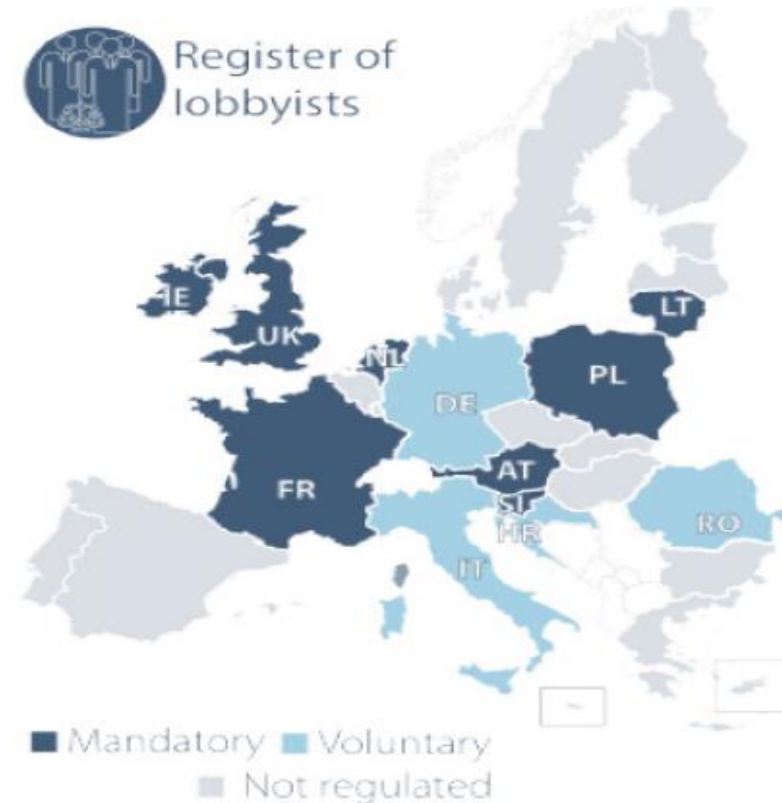 Register of
lobbyists
IE
UK
LT
NL
PL
DE
FR
AT
SI
HR
RO
IT
Mandatory Voluntary
Not regulated